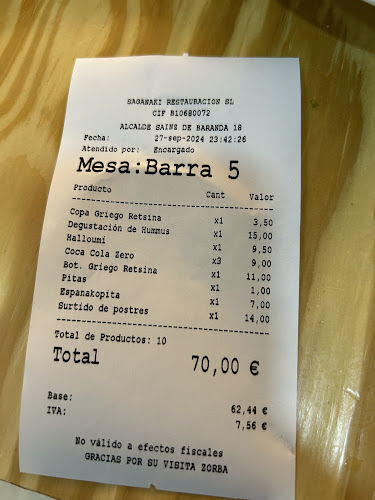 SAGANAKI RESTAURACION SL
CIF B10680072
ALCALDE SAINZ DE BARANDA 18
Fecha: 27-sep-2024 23:42:26
Atendido por: Encargado
Mesa:Barra 5
Producto Cant Valor
Copa Griego Retsina x1 3,50
Degustación de Hummus x1 15,00
Halloumi x1 9,50
Coca Cola Zero x3 9,00
Bot. Griego Retsina x1 11,00
Pitas x1 1,00
Espanakopita x1 7,00
Surtido de postres x1 14,00
Total de Productos: 10
Total 70,00 €
Base: 62,44 €
IVA: 7,56 €
No válido a efectos fiscales
GRACIAS POR SU VISITA ZORBA